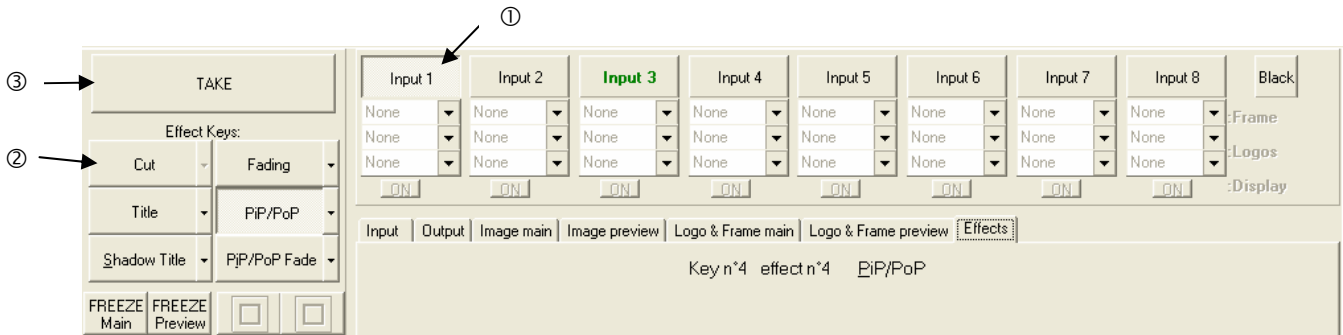 ①
③ TAKE
Input 1 Input 2 Input 3 Input 4 Input 5 Input 6 Input 7 Input 8 Black
None None None None None None None None :Frame
None None None None None None None None :Logos
None None None None None None None None
ON ON ON ON ON ON ON ON :Display
Effect Keys:
② Cut Fading
Title PiP/PoP
Shadow Title PiP/PoP Fade
FREEZE Main FREEZE Preview
Input Output Image main Image preview Logo & Frame main Logo & Frame preview Effects
Key n°4 effect n°4 PiP/PoP